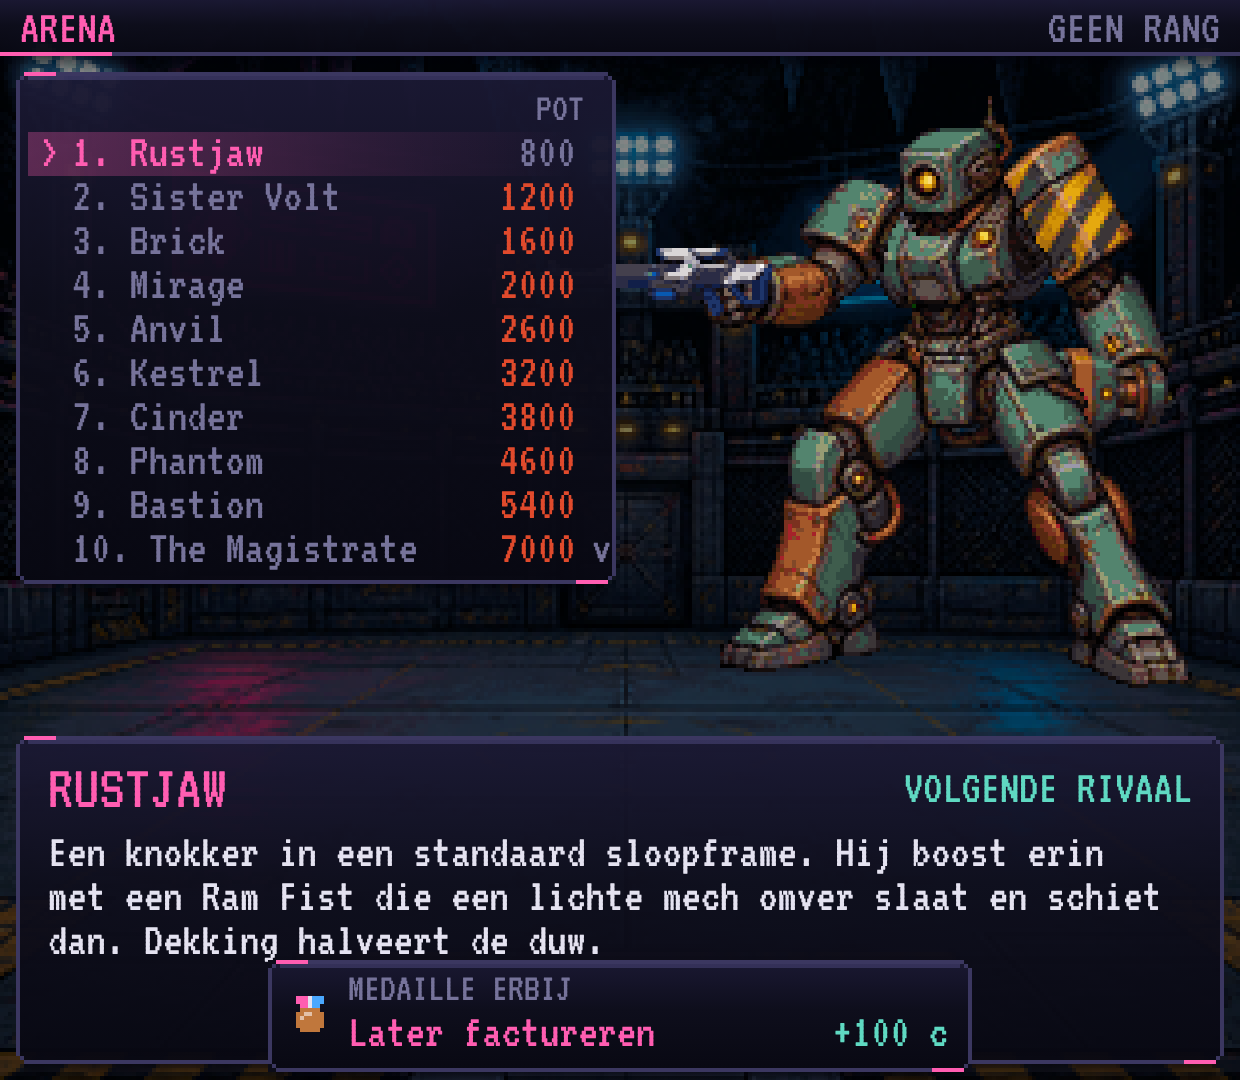 ARENA
GEEN RANG
POT
> 1. Rustjaw 800
2. Sister Volt 1200
3. Brick 1600
4. Mirage 2000
5. Anvil 2600
6. Kestrel 3200
7. Cinder 3800
8. Phantom 4600
9. Bastion 5400
10. The Magistrate 7000 v
RUSTJAW
VOLGENDE RIVAAL
Een knokker in een standaard sloopframe. Hij boost erin
met een Ram Fist die een lichte mech omver slaat en schiet
dan. Dekking halveert de duw.
MEDAILLE ERBIJ
Later factureren +100 c